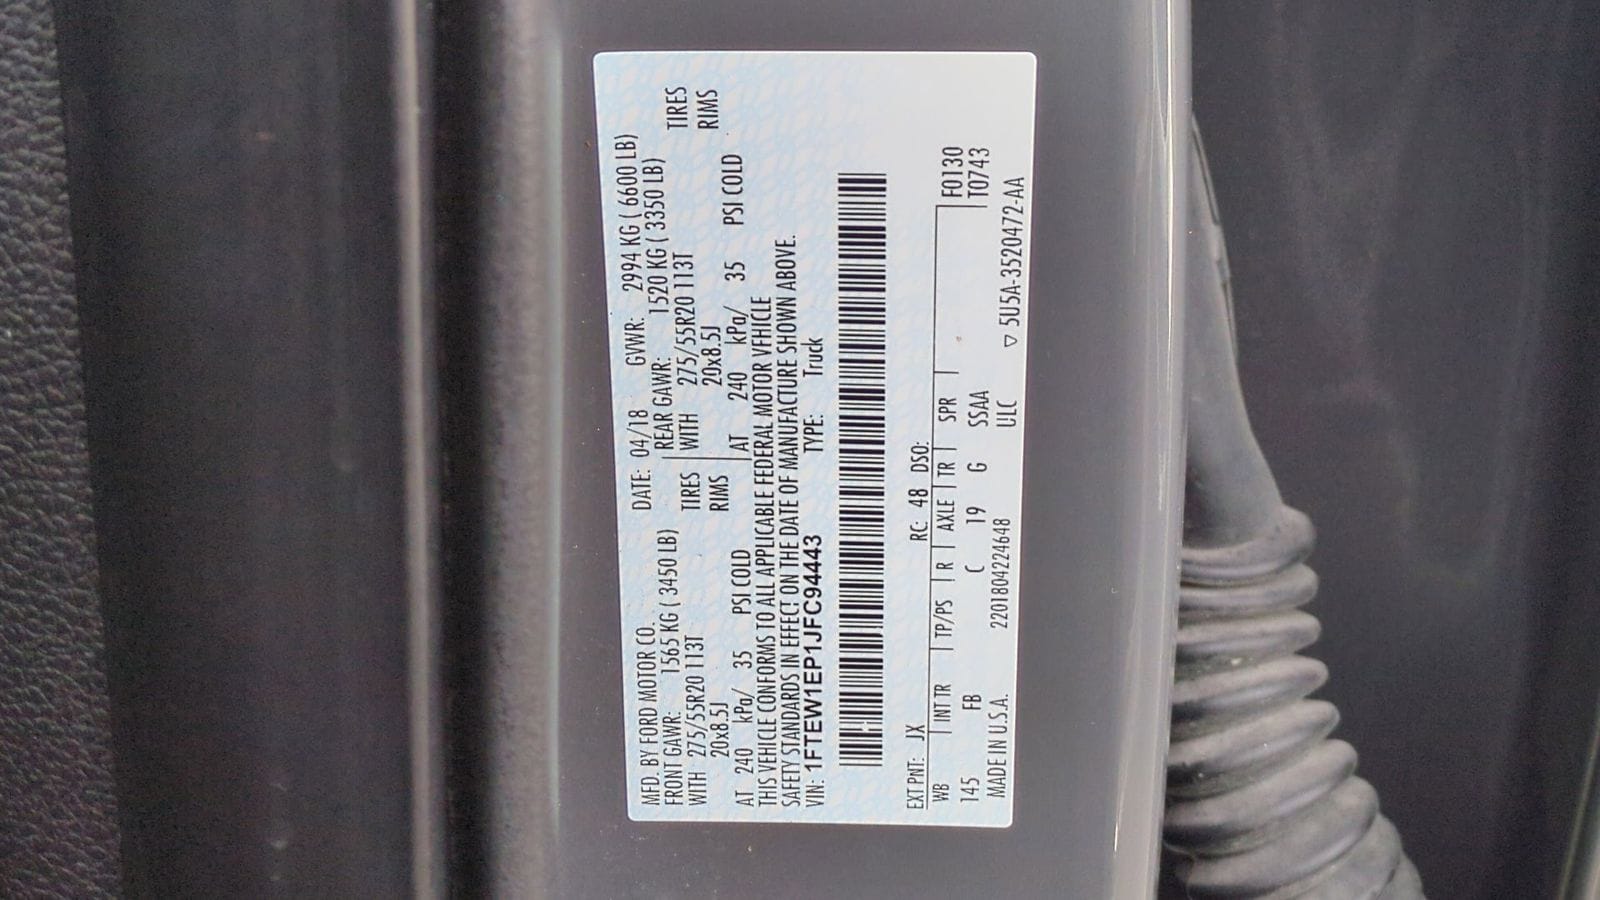 MFD. BY FORD MOTOR CO. DATE: 04/18 GVWR: 2994 KG ( 6600 LB)
FRONT GAWR: 1565 KG ( 3450 LB) REAR GAWR: 1520 KG ( 3350 LB)
WITH 275/55R20 113T TIRES WITH 275/55R20 113T TIRES
20x8.5J RIMS 20x8.5J RIMS
AT 240 kPa/ 35 PSI COLD AT 240 kPa/ 35 PSI COLD
THIS VEHICLE CONFORMS TO ALL APPLICABLE FEDERAL MOTOR VEHICLE
SAFETY STANDARDS IN EFFECT ON THE DATE OF MANUFACTURE SHOWN ABOVE.
VIN: 1FTEW1EP1JFC94443 TYPE: Truck
EXT PNT: JX RC: 48 DSO:
WB INT TR TP/PS R AXLE TR SPR F0130
145 FB C 19 G SSAA T0743
MADE IN U.S.A. 2201804224648 ULC ▽ 5U5A-3520472-AA